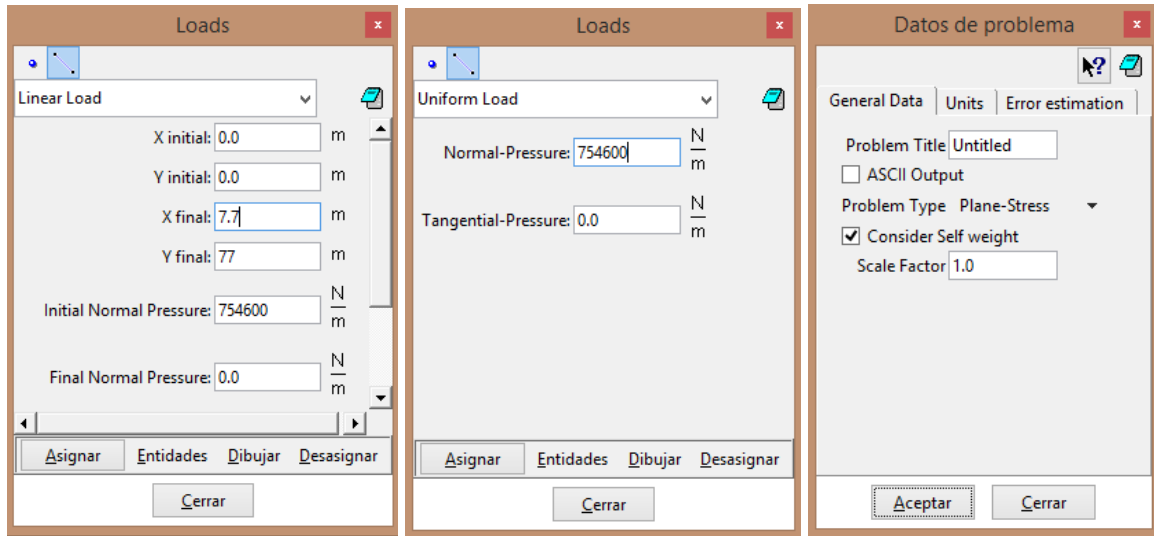 Loads
x
Linear Load
X initial: 0.0 m
Y initial: 0.0 m
X final: 7.7 m
Y final: 77 m
Initial Normal Pressure: 754600 N/m
Final Normal Pressure: 0.0 N/m
Asignar Entidades Dibujar Desasignar
Cerrar
Loads
x
Uniform Load
Normal-Pressure: 754600 N/m
Tangential-Pressure: 0.0 N/m
Asignar Entidades Dibujar Desasignar
Cerrar
Datos de problema
x
?
General Data Units Error estimation
Problem Title Untitled
ASCII Output
Problem Type Plane-Stress
Consider Self weight
Scale Factor 1.0
Aceptar Cerrar